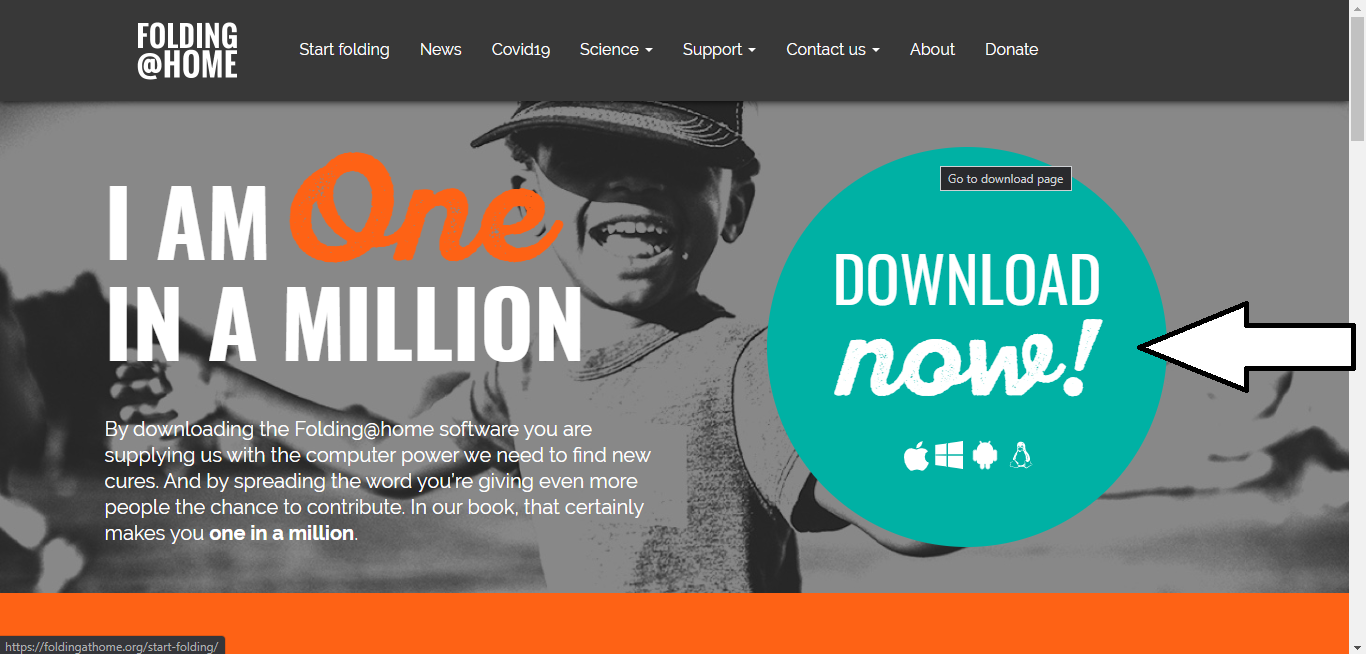 FOLDING
@HOME
Start folding
News
Covid19
Science
Support
Contact us
About
Donate
I AM One
IN A MILLION
By downloading the Folding@home software you are
supplying us with the computer power we need to find new
cures. And by spreading the word you're giving even more
people the chance to contribute. In our book, that certainly
makes you one in a million.
Go to download page
DOWNLOAD
now!
https://foldingathome.org/start-folding/